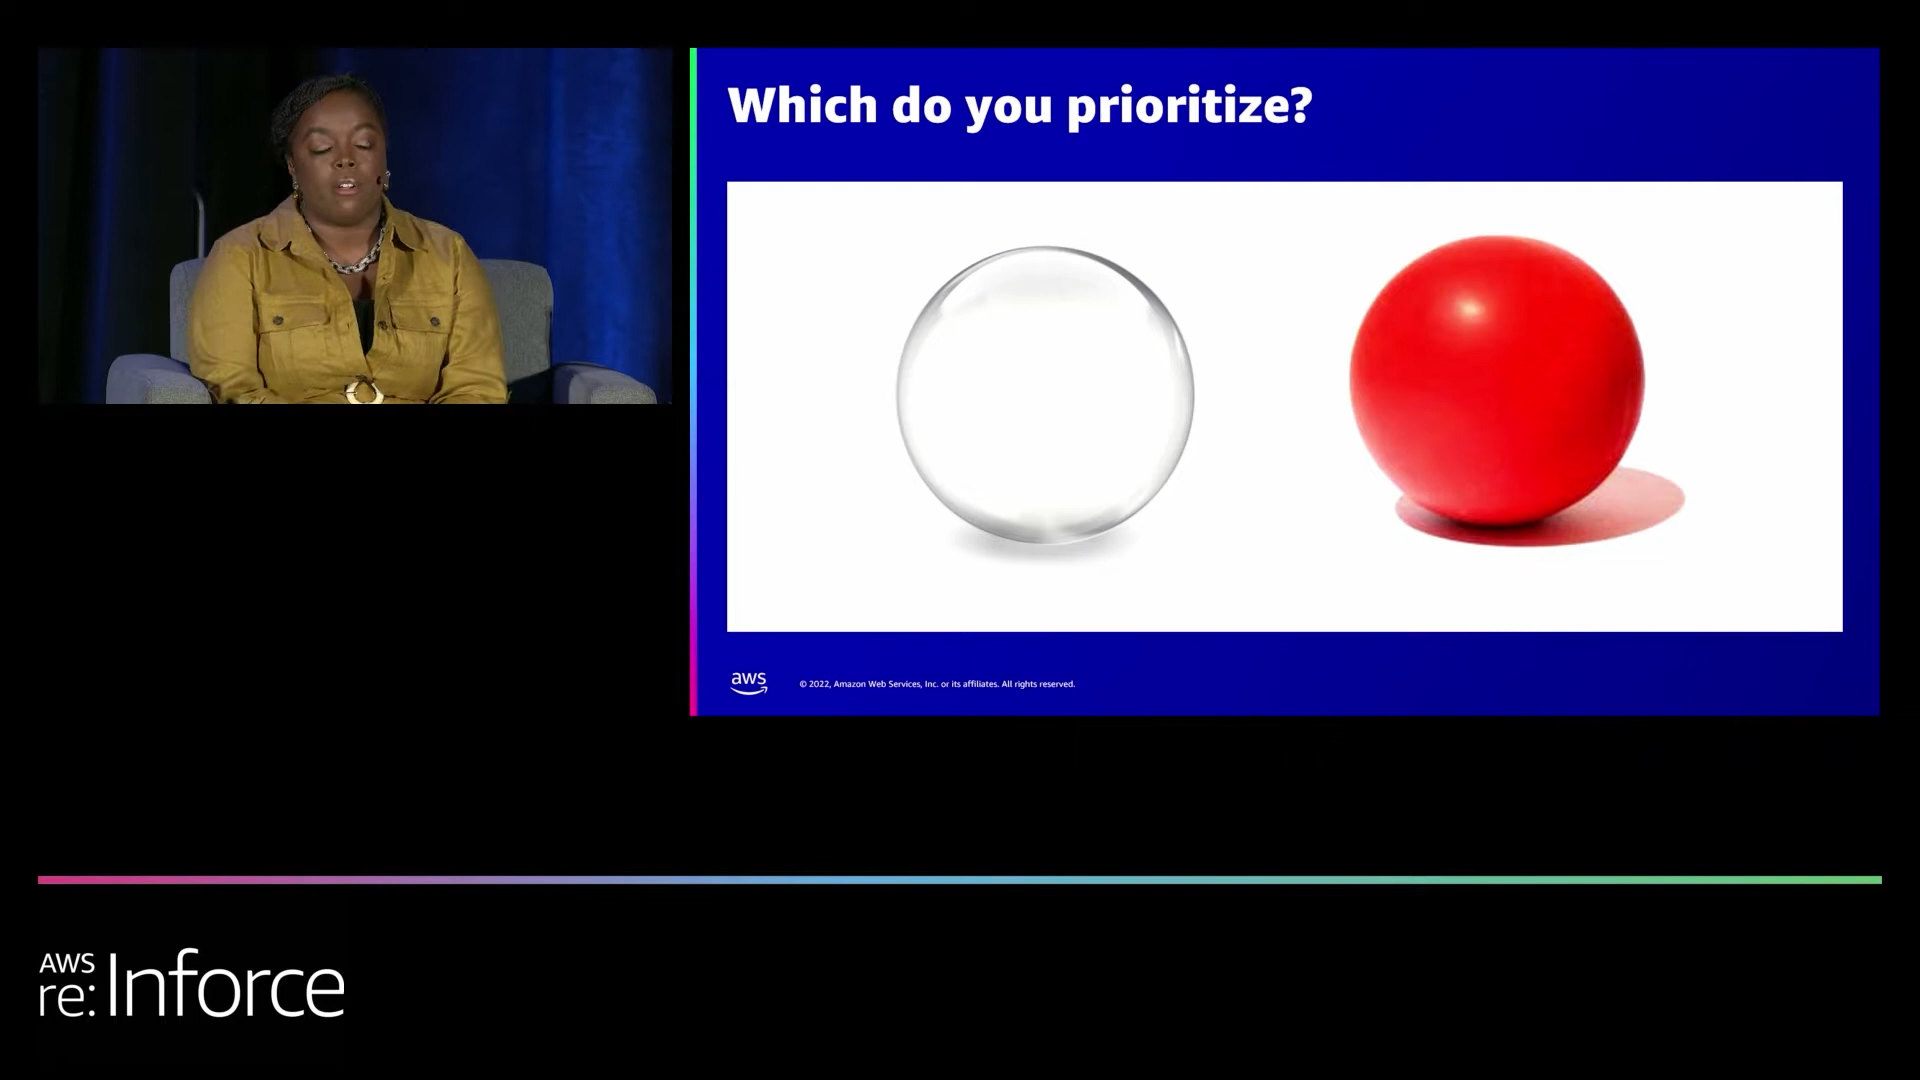 Which do you prioritize?
aws
© 2022, Amazon Web Services, Inc. or its affiliates. All rights reserved.
AWS
re:Inforce